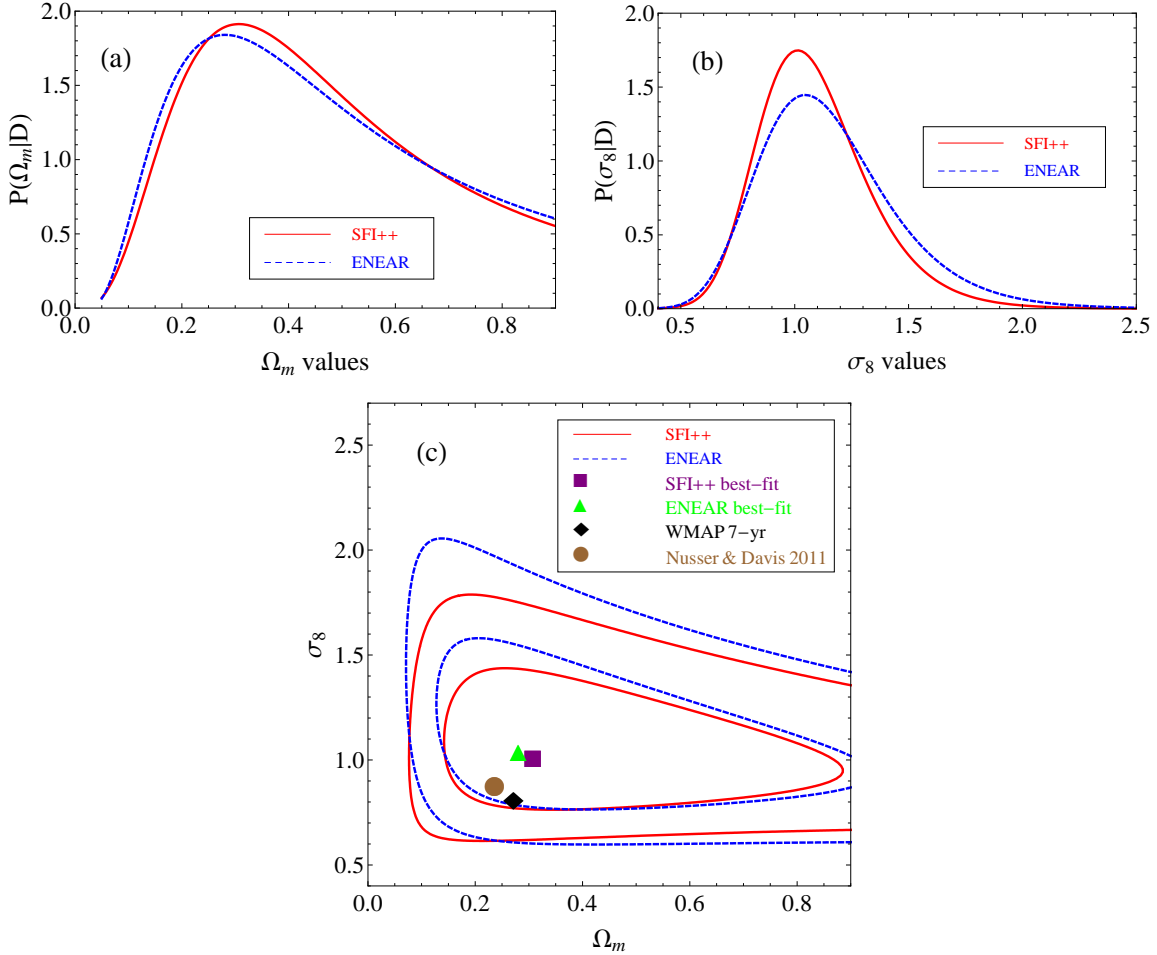 (a)
P(Ωₘ|D)
2.0
1.5
1.0
0.5
0.0
SFI++
ENEAR
0.0 0.2 0.4 0.6 0.8
Ωₘ values
(b)
P(σ₈|D)
2.0
1.5
1.0
0.5
0.0
SFI++
ENEAR
0.5 1.0 1.5 2.0 2.5
σ₈ values
(c)
σ₈
2.5
2.0
1.5
1.0
0.5
SFI++
ENEAR
SFI++ best−fit
ENEAR best−fit
WMAP 7−yr
Nusser & Davis 2011
0.0 0.2 0.4 0.6 0.8
Ωₘ